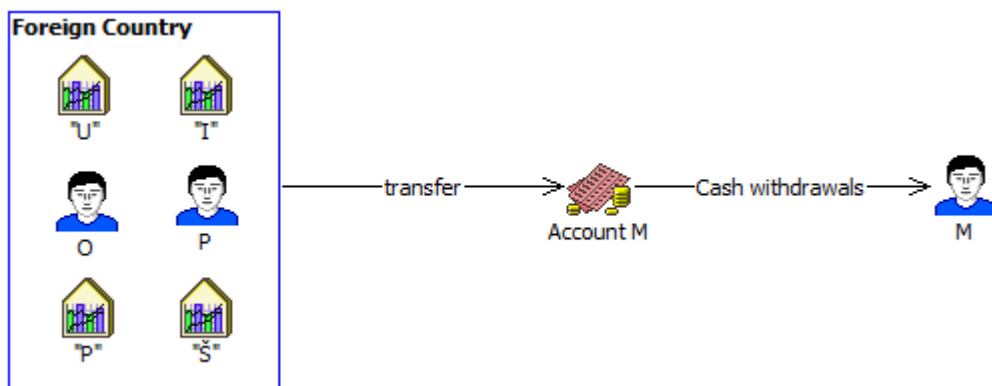 Foreign Country
"U"
"I"
O
P
"P"
"Š"
transfer
Account M
Cash withdrawals
M